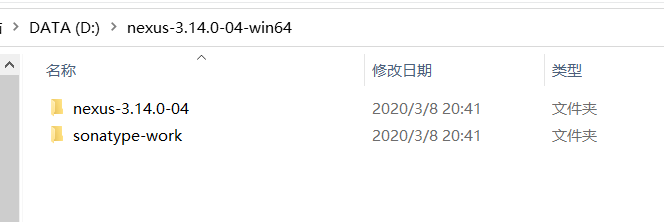 DATA (D:) > nexus-3.14.0-04-win64
名称 修改日期 类型
nexus-3.14.0-04 2020/3/8 20:41 文件夹
sonatype-work 2020/3/8 20:41 文件夹